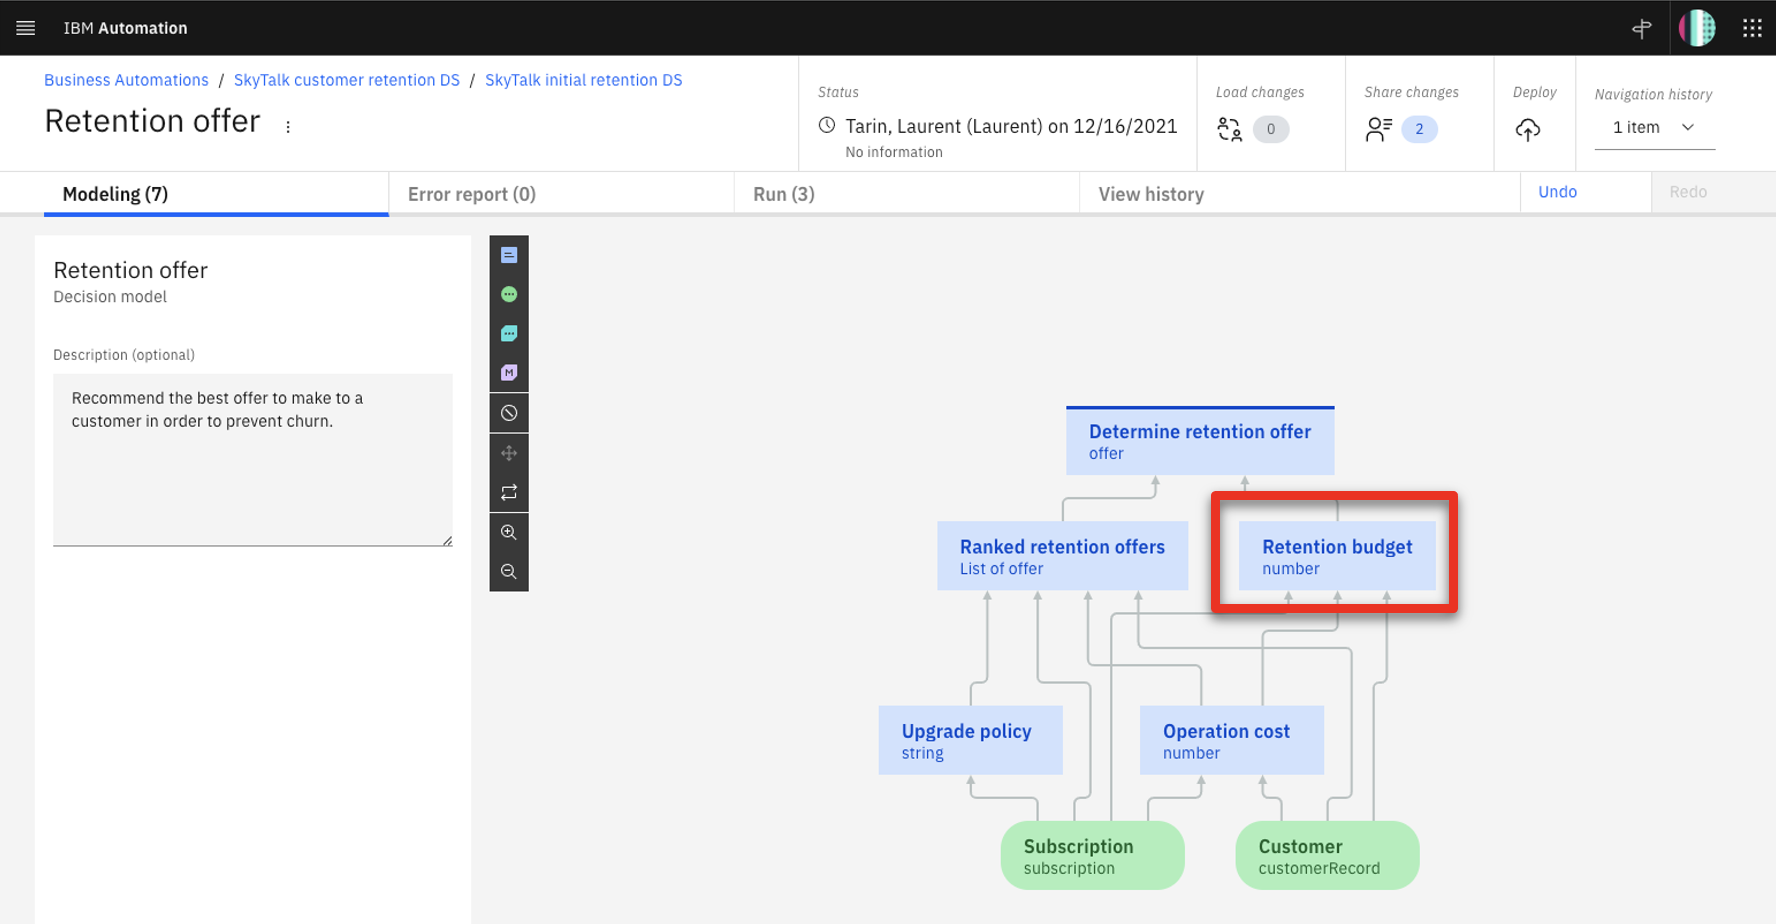 IBM Automation
Business Automations / SkyTalk customer retention DS / SkyTalk initial retention DS
Retention offer
Status
Tarin, Laurent (Laurent) on 12/16/2021
No information
Load changes
0
Share changes
2
Deploy
Navigation history
1 item
Modeling (7)
Error report (0)
Run (3)
View history
Undo
Redo
Retention offer
Decision model
Description (optional)
Recommend the best offer to make to a
customer in order to prevent churn.
M
Determine retention offer
offer
Ranked retention offers
List of offer
Retention budget
number
Upgrade policy
string
Operation cost
number
Subscription
subscription
Customer
customerRecord